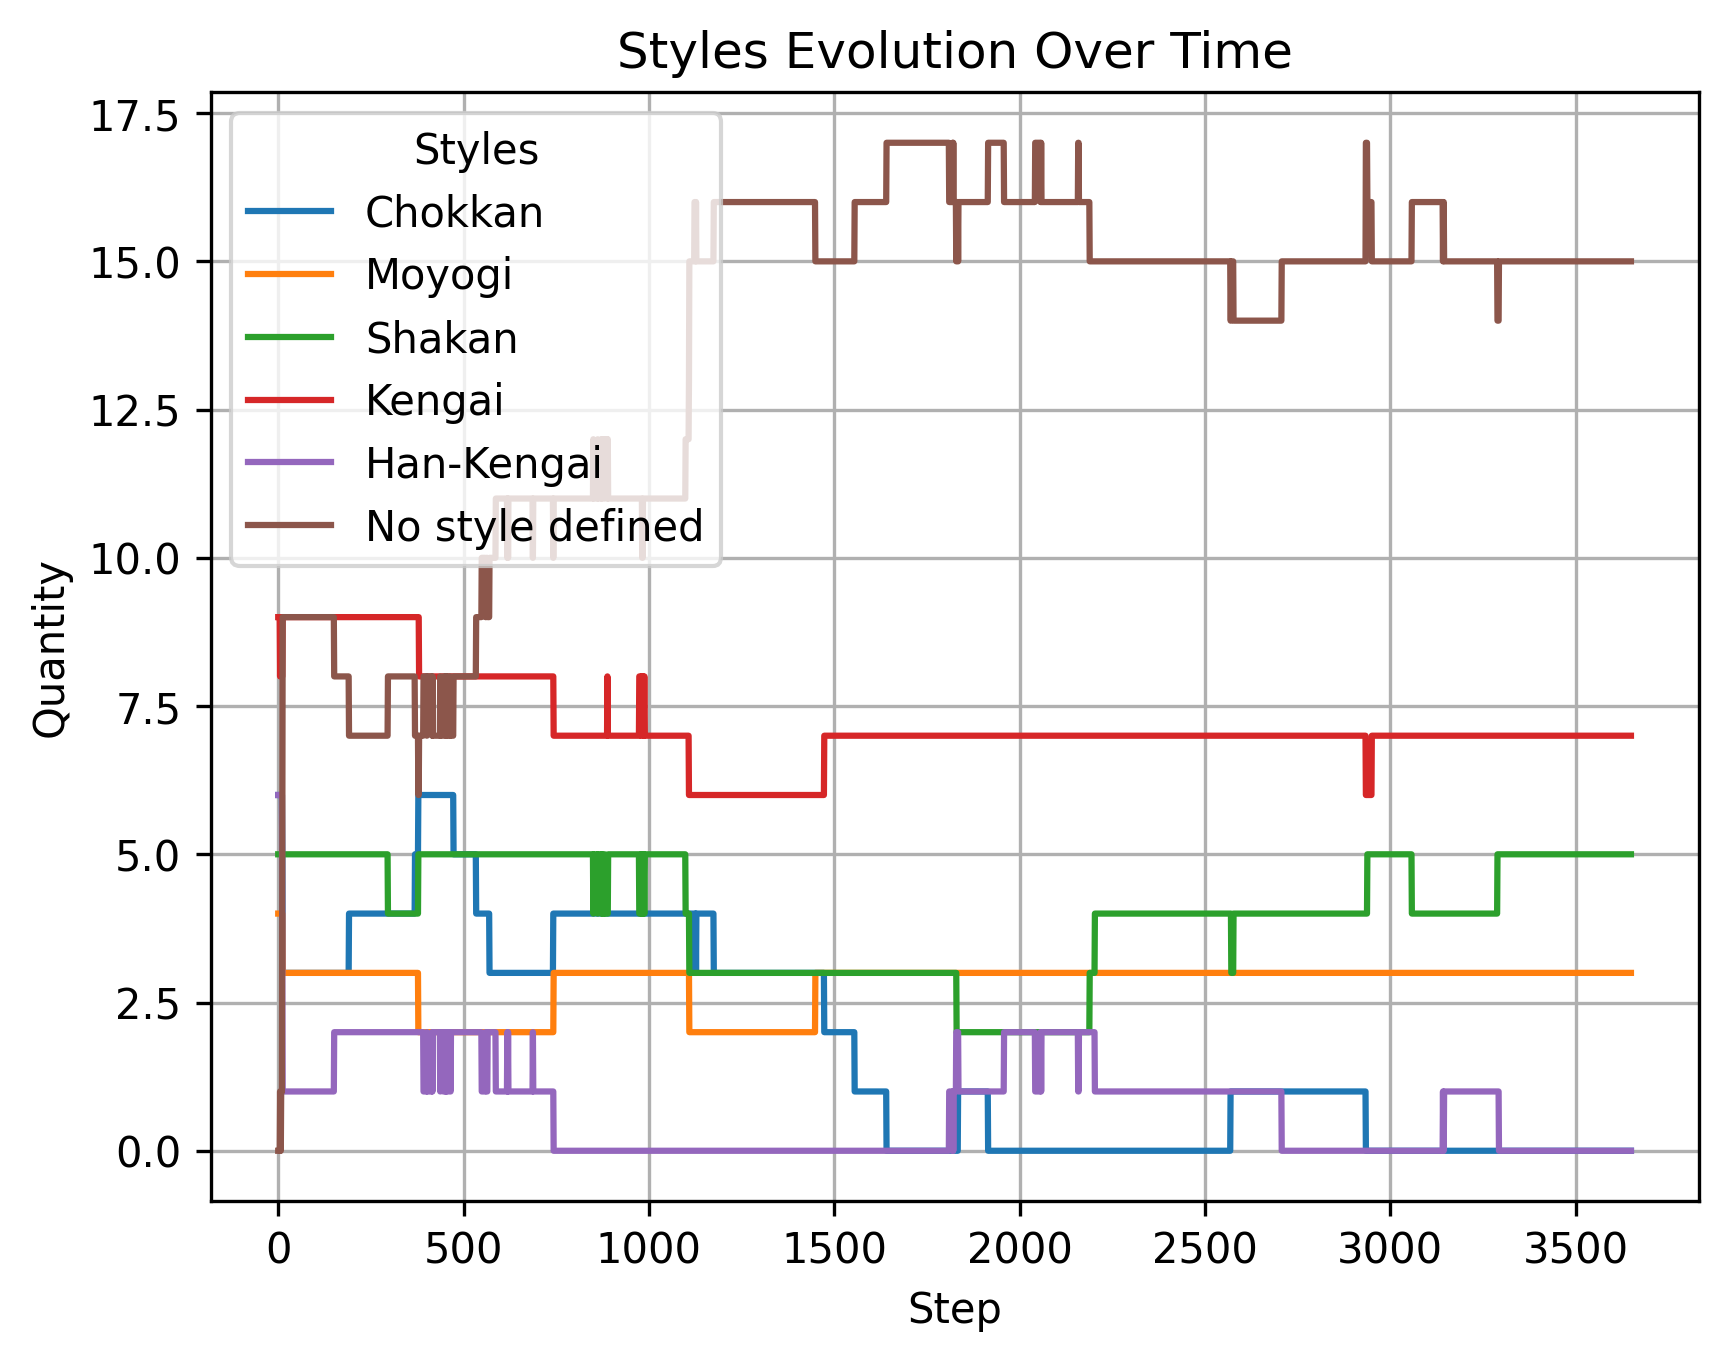 Styles Evolution Over Time
17.5
15.0
12.5
10.0
7.5
5.0
2.5
0.0
Quantity
Styles
Chokkan
Moyogi
Shakan
Kengai
Han-Kengai
No style defined
0 500 1000 1500 2000 2500 3000 3500
Step